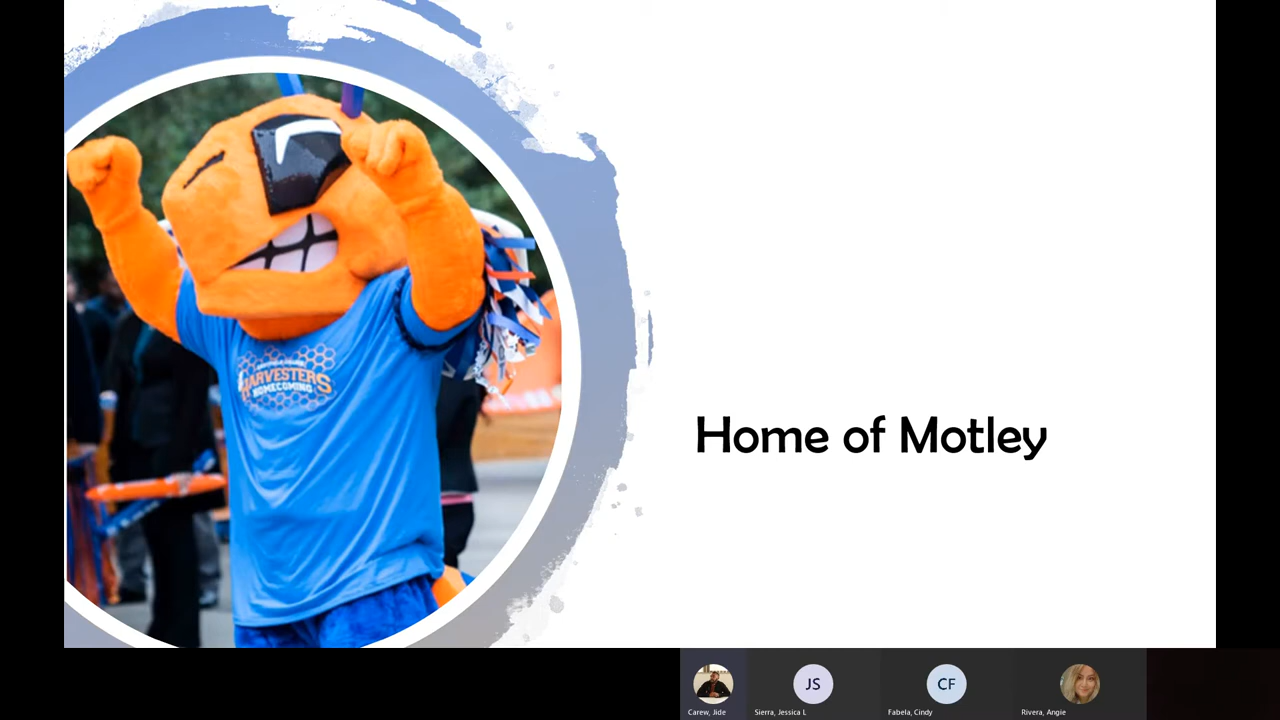 HARVESTERS
HOMECOMING
Home of Motley
JS
CF
Carew, Jide
Sierra, Jessica L
Fabela, Cindy
Rivera, Angie